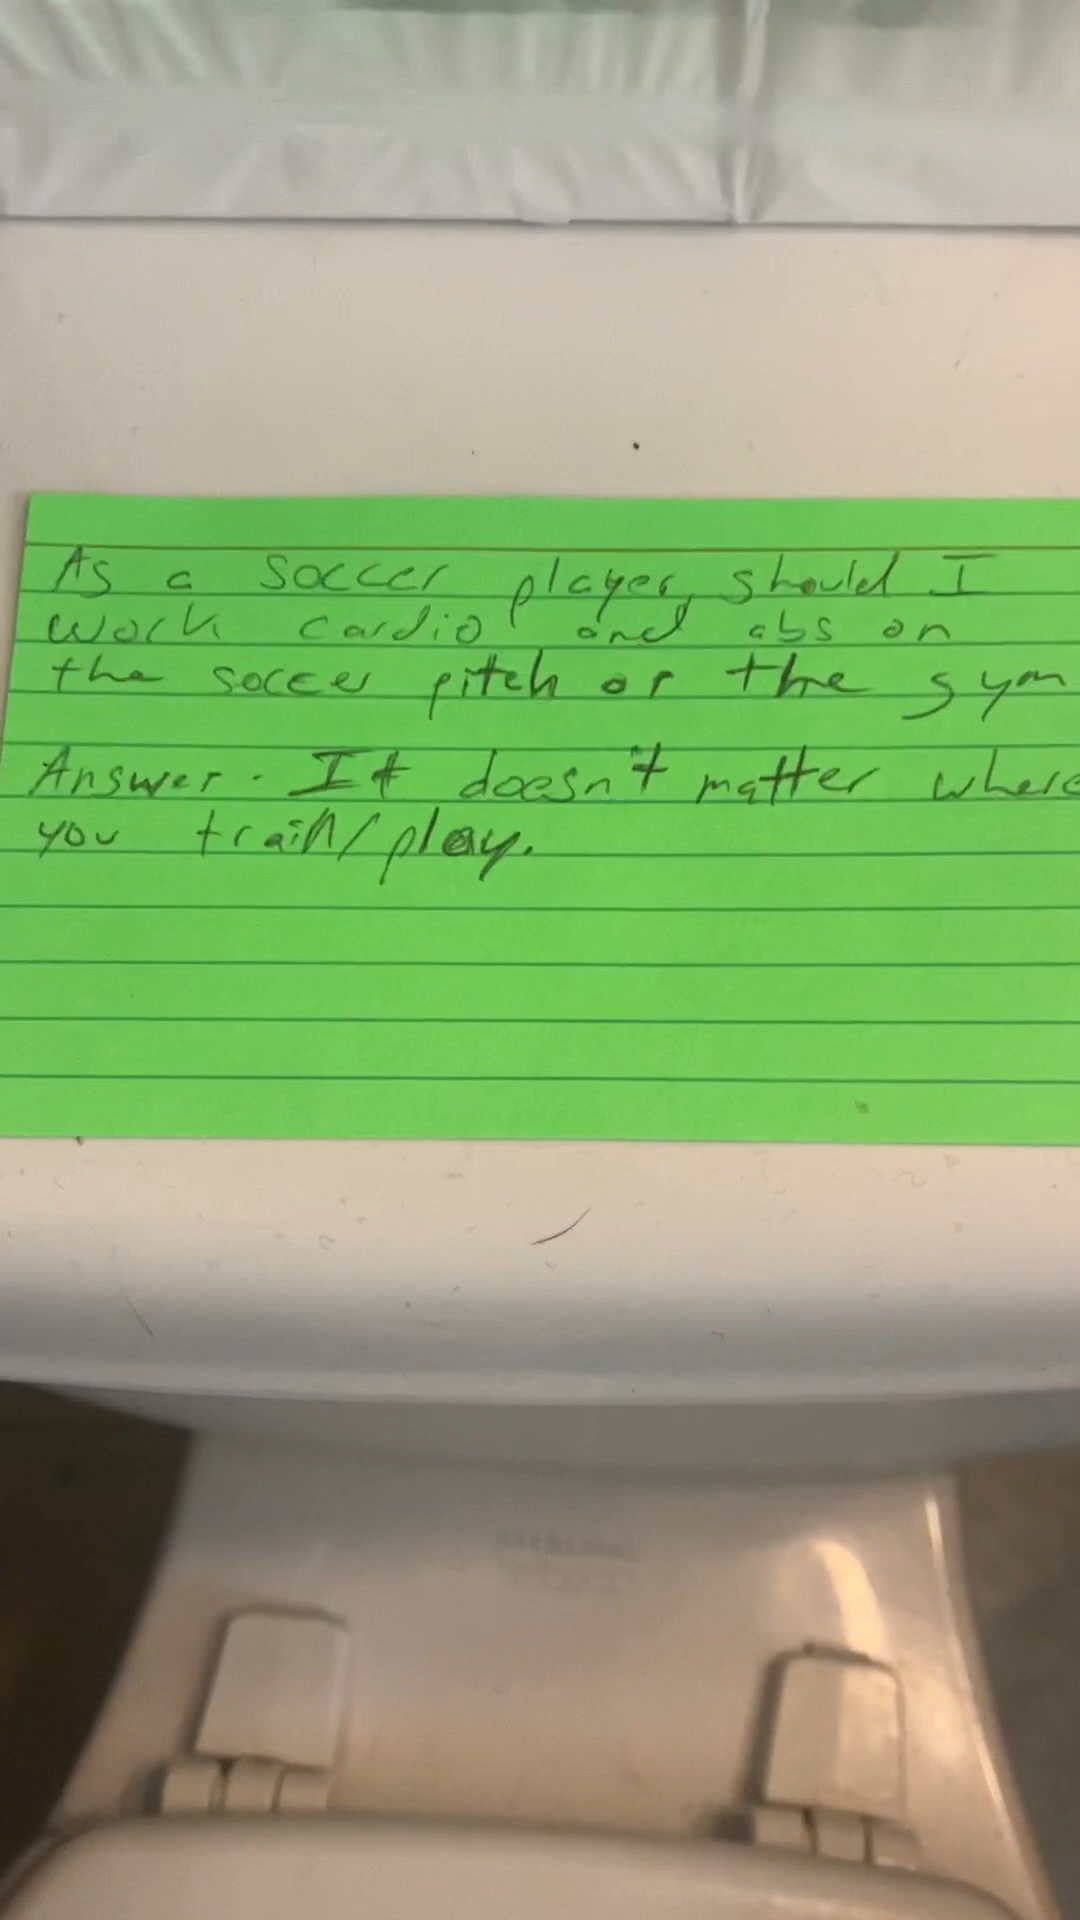 As a soccer player, should I
work cardio and abs on
the soccer pitch or the gym
Answer. It doesn't matter where
you train/play.